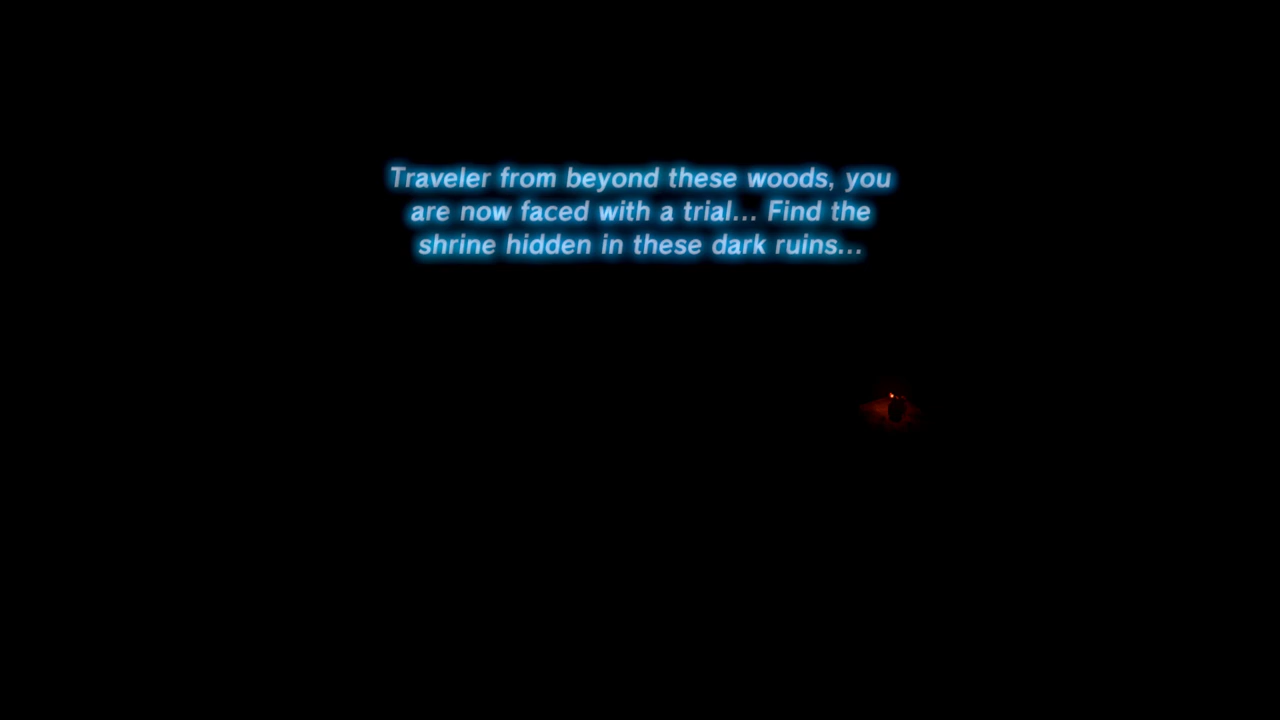 Traveler from beyond these woods, you
are now faced with a trial... Find the
shrine hidden in these dark ruins...